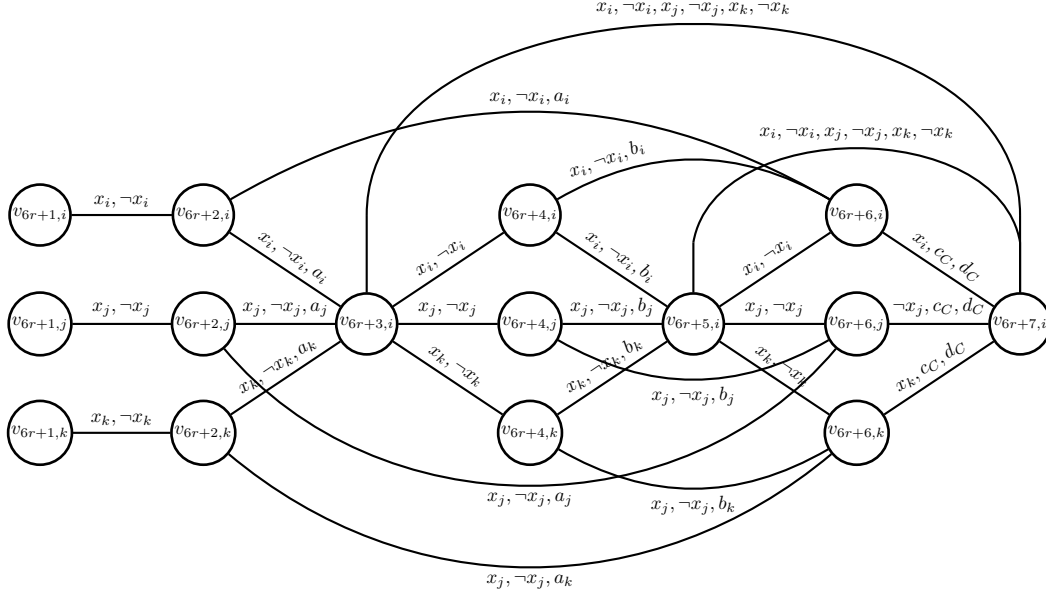 x_i, ¬x_i, x_j, ¬x_j, x_k, ¬x_k
x_i, ¬x_i, a_i
x_i, ¬x_i, x_j, ¬x_j, x_k, ¬x_k
x_i, ¬x_i, b_i
v_{6r+1,i}
x_i, ¬x_i
v_{6r+2,i}
v_{6r+4,i}
v_{6r+6,i}
x_i, ¬x_i, a_i
x_i, ¬x_i
x_i, ¬x_i, b_i
x_i, ¬x_i
x_i, c_C, d_C
v_{6r+1,j}
x_j, ¬x_j
v_{6r+2,j}
x_j, ¬x_j, a_j
v_{6r+3,i}
x_j, ¬x_j
v_{6r+4,j}
x_j, ¬x_j, b_j
v_{6r+5,i}
x_j, ¬x_j
v_{6r+6,j}
¬x_j, c_C, d_C
v_{6r+7,i}
x_k, ¬x_k, a_k
x_k, ¬x_k
x_k, ¬x_k, b_k
x_k, ¬x_k
x_k, c_C, d_C
x_j, ¬x_j, b_j
v_{6r+1,k}
x_k, ¬x_k
v_{6r+2,k}
v_{6r+4,k}
v_{6r+6,k}
x_j, ¬x_j, a_j
x_j, ¬x_j, b_k
x_j, ¬x_j, a_k